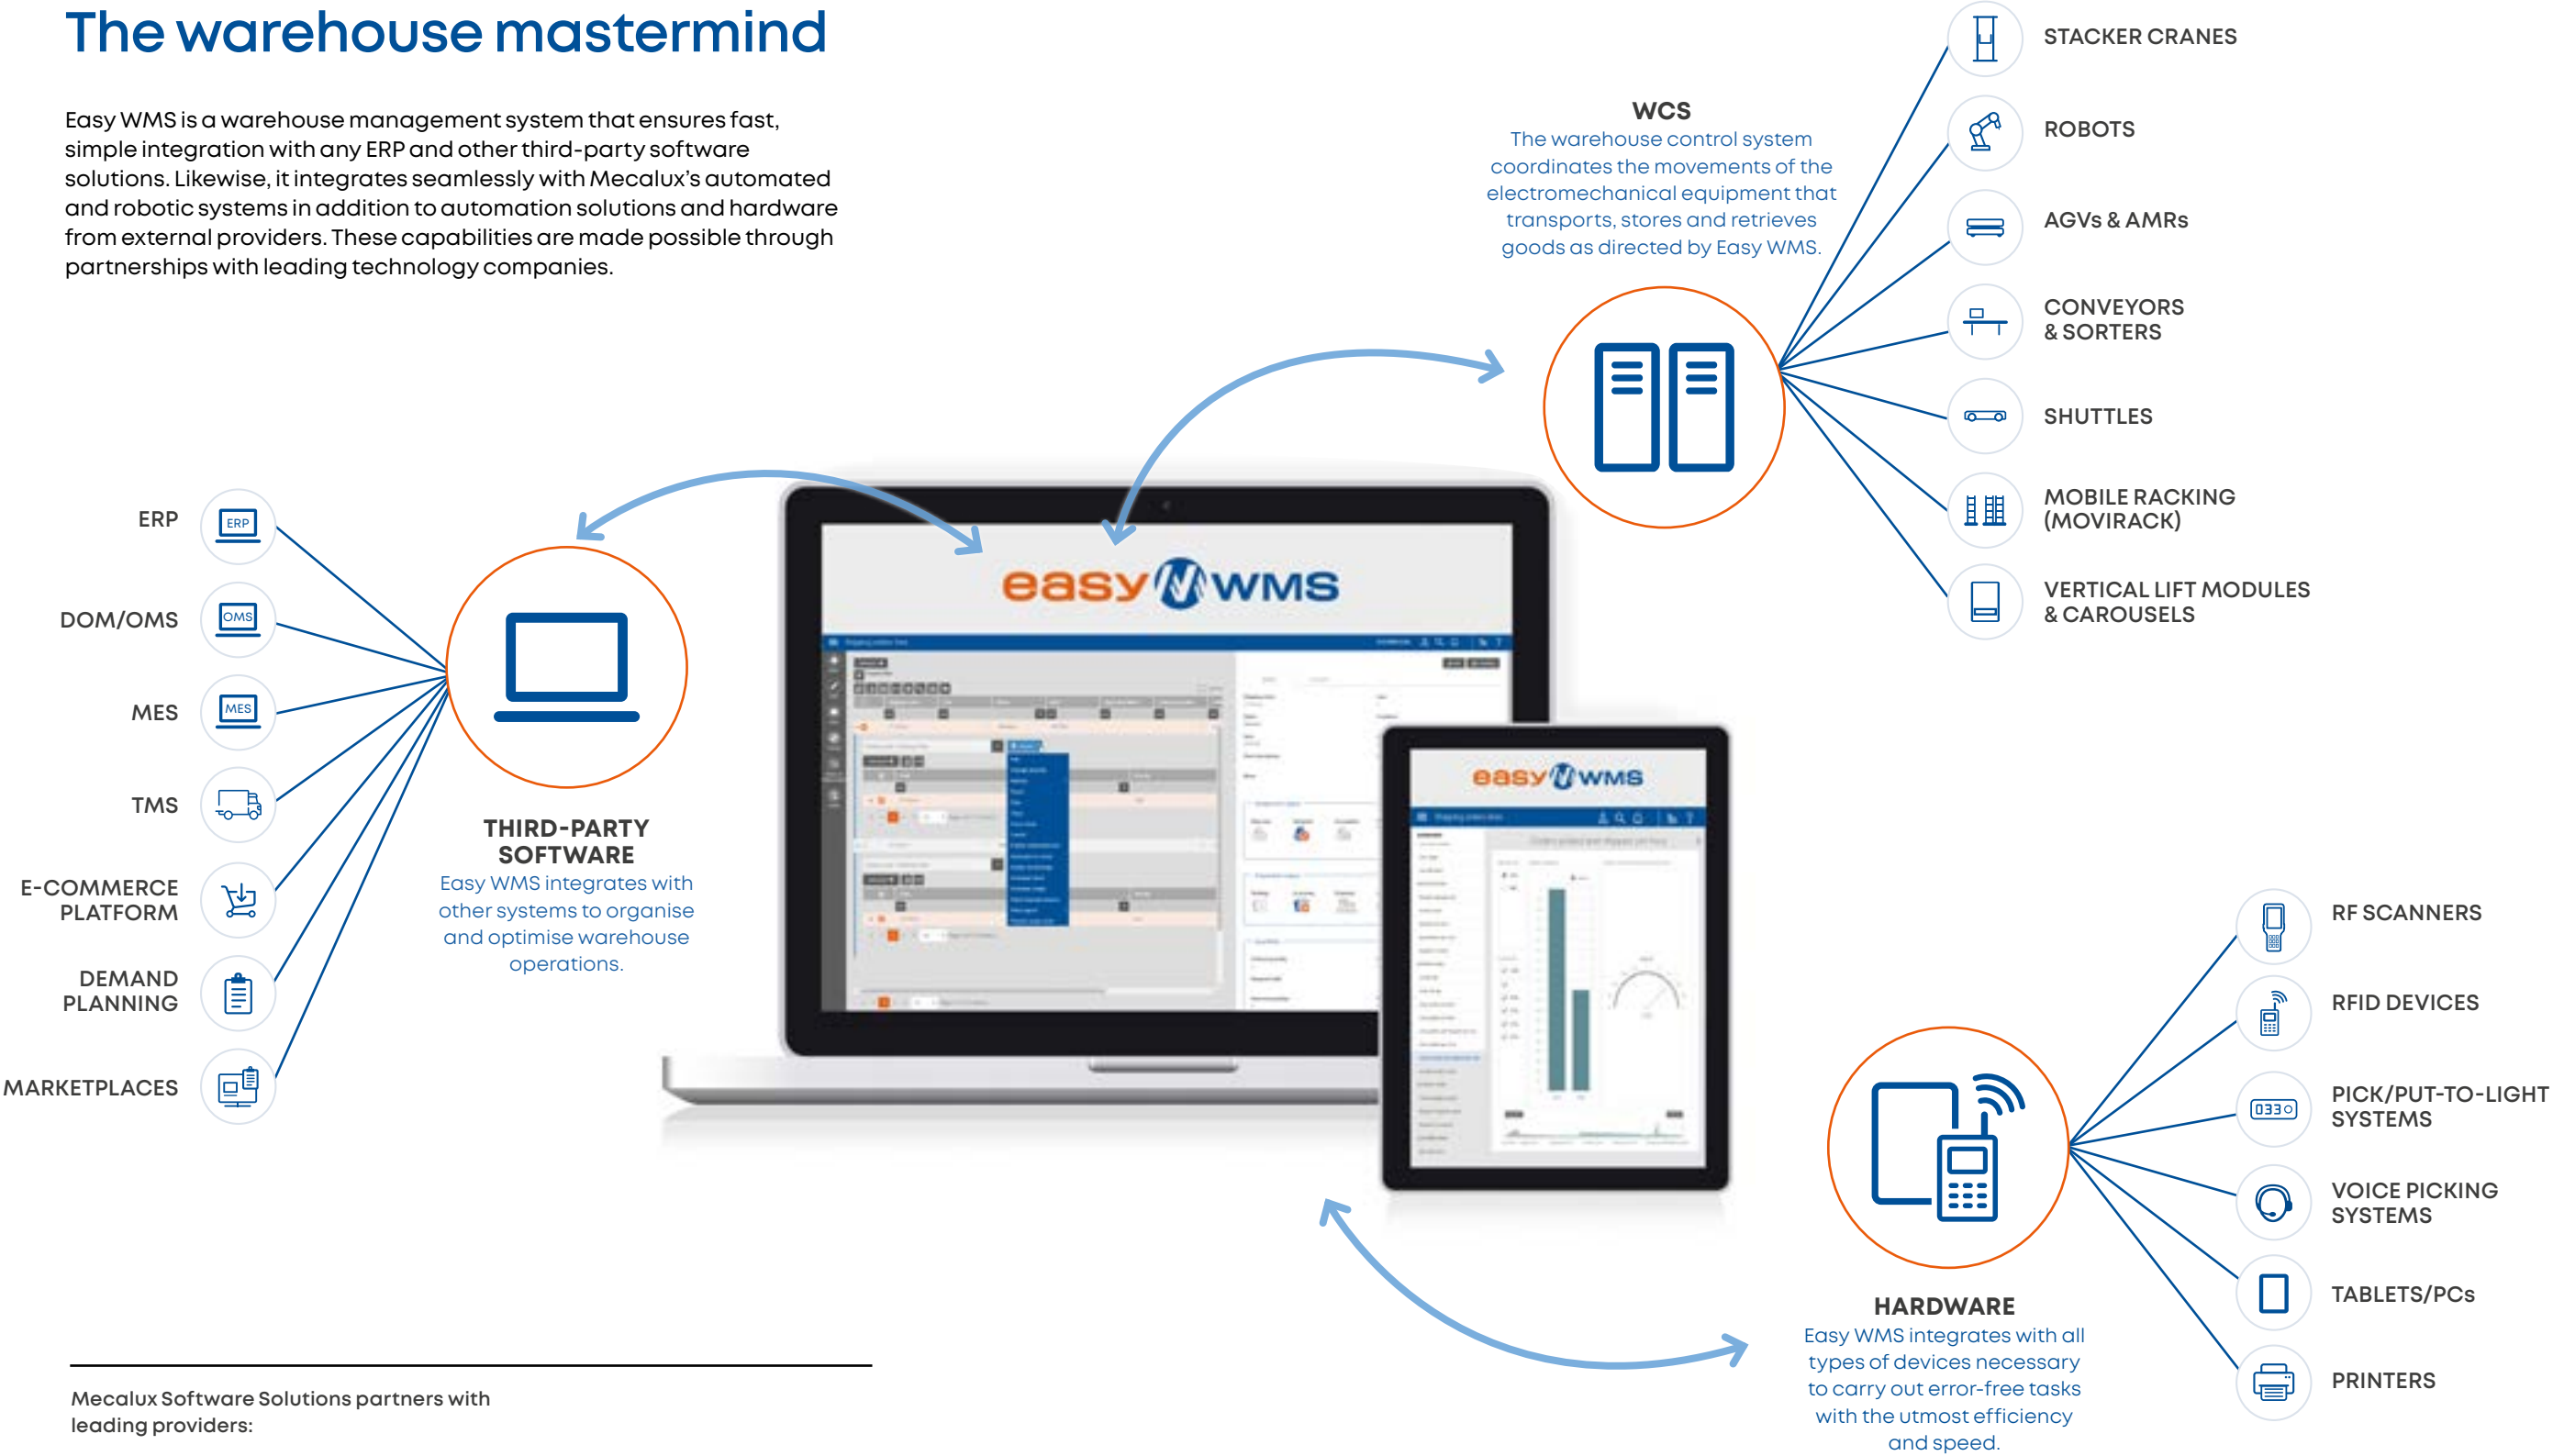 The warehouse mastermind
Easy WMS is a warehouse management system that ensures fast,
simple integration with any ERP and other third-party software
solutions. Likewise, it integrates seamlessly with Mecalux's automated
and robotic systems in addition to automation solutions and hardware
from external providers. These capabilities are made possible through
partnerships with leading technology companies.
WCS
The warehouse control system
coordinates the movements of the
electromechanical equipment that
transports, stores and retrieves
goods as directed by Easy WMS.
STACKER CRANES
ROBOTS
AGVs & AMRs
CONVEYORS
& SORTERS
SHUTTLES
MOBILE RACKING
(MOVIRACK)
VERTICAL LIFT MODULES
& CAROUSELS
ERP
ERP
DOM/OMS
OMS
MES
MES
TMS
E-COMMERCE
PLATFORM
DEMAND
PLANNING
MARKETPLACES
THIRD-PARTY
SOFTWARE
Easy WMS integrates with
other systems to organise
and optimise warehouse
operations.
easy WMS
easy WMS
RF SCANNERS
RFID DEVICES
033
PICK/PUT-TO-LIGHT
SYSTEMS
VOICE PICKING
SYSTEMS
TABLETS/PCs
PRINTERS
HARDWARE
Easy WMS integrates with all
types of devices necessary
to carry out error-free tasks
with the utmost efficiency
and speed.
Mecalux Software Solutions partners with
leading providers: